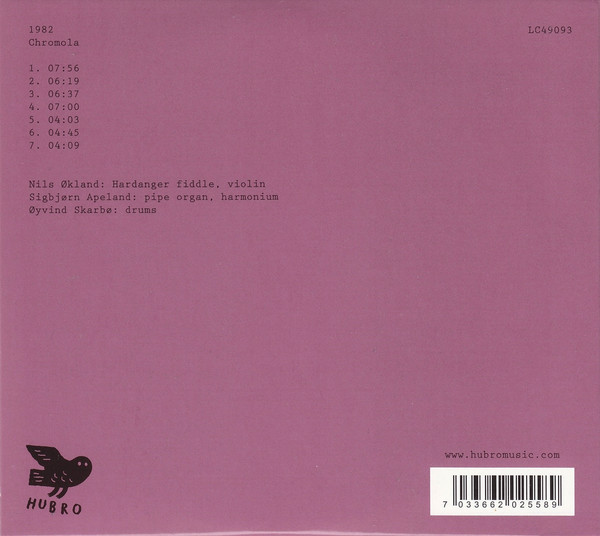 1982
Chromola
LC49093
1. 07:56
2. 06:19
3. 06:37
4. 07:00
5. 04:03
6. 04:45
7. 04:09
Nils Økland: Hardanger fiddle, violin
Sigbjørn Apeland: pipe organ, harmonium
Øyvind Skarbø: drums
HUBRO
www.hubromusic.com
7 033662 025589